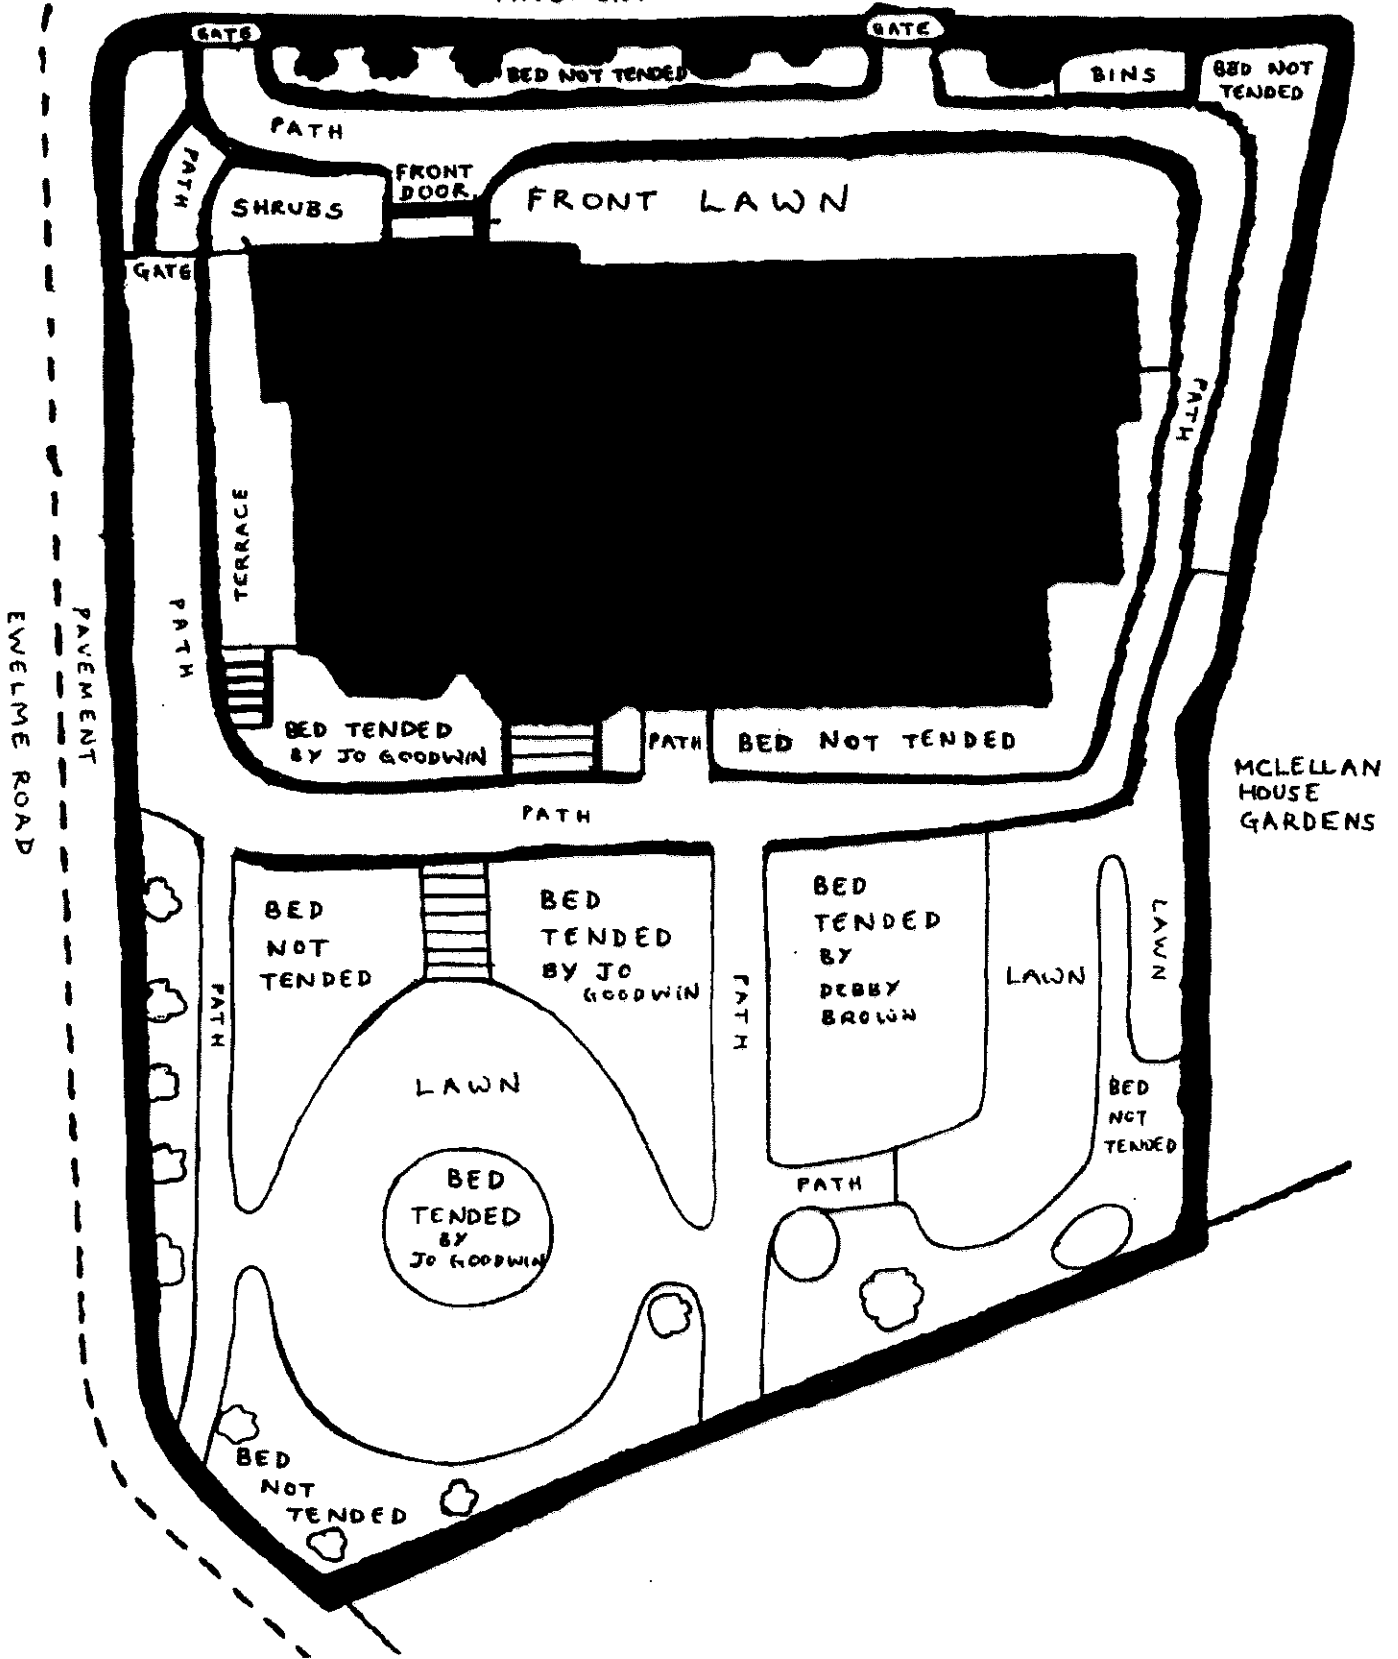 GATE
GATE
BED NOT TENDED
BINS
BED NOT
TENDED
PATH
PATH
FRONT
DOOR
SHRUBS
FRONT LAWN
GATE
PATH
TERRACE
PATH
PAVEMENT
EWELME ROAD
BED TENDED
BY JO GOODWIN
PATH
BED NOT TENDED
MCLELLAN
HOUSE
GARDENS
PATH
BED
NOT
TENDED
BED
TENDED
BY JO
GOODWIN
BED
TENDED
BY
DEBBY
BROWN
LAWN
LAWN
PATH
PATH
LAWN
BED
NOT
TENDED
BED
TENDED
BY
JO GOODWIN
PATH
BED
NOT
TENDED